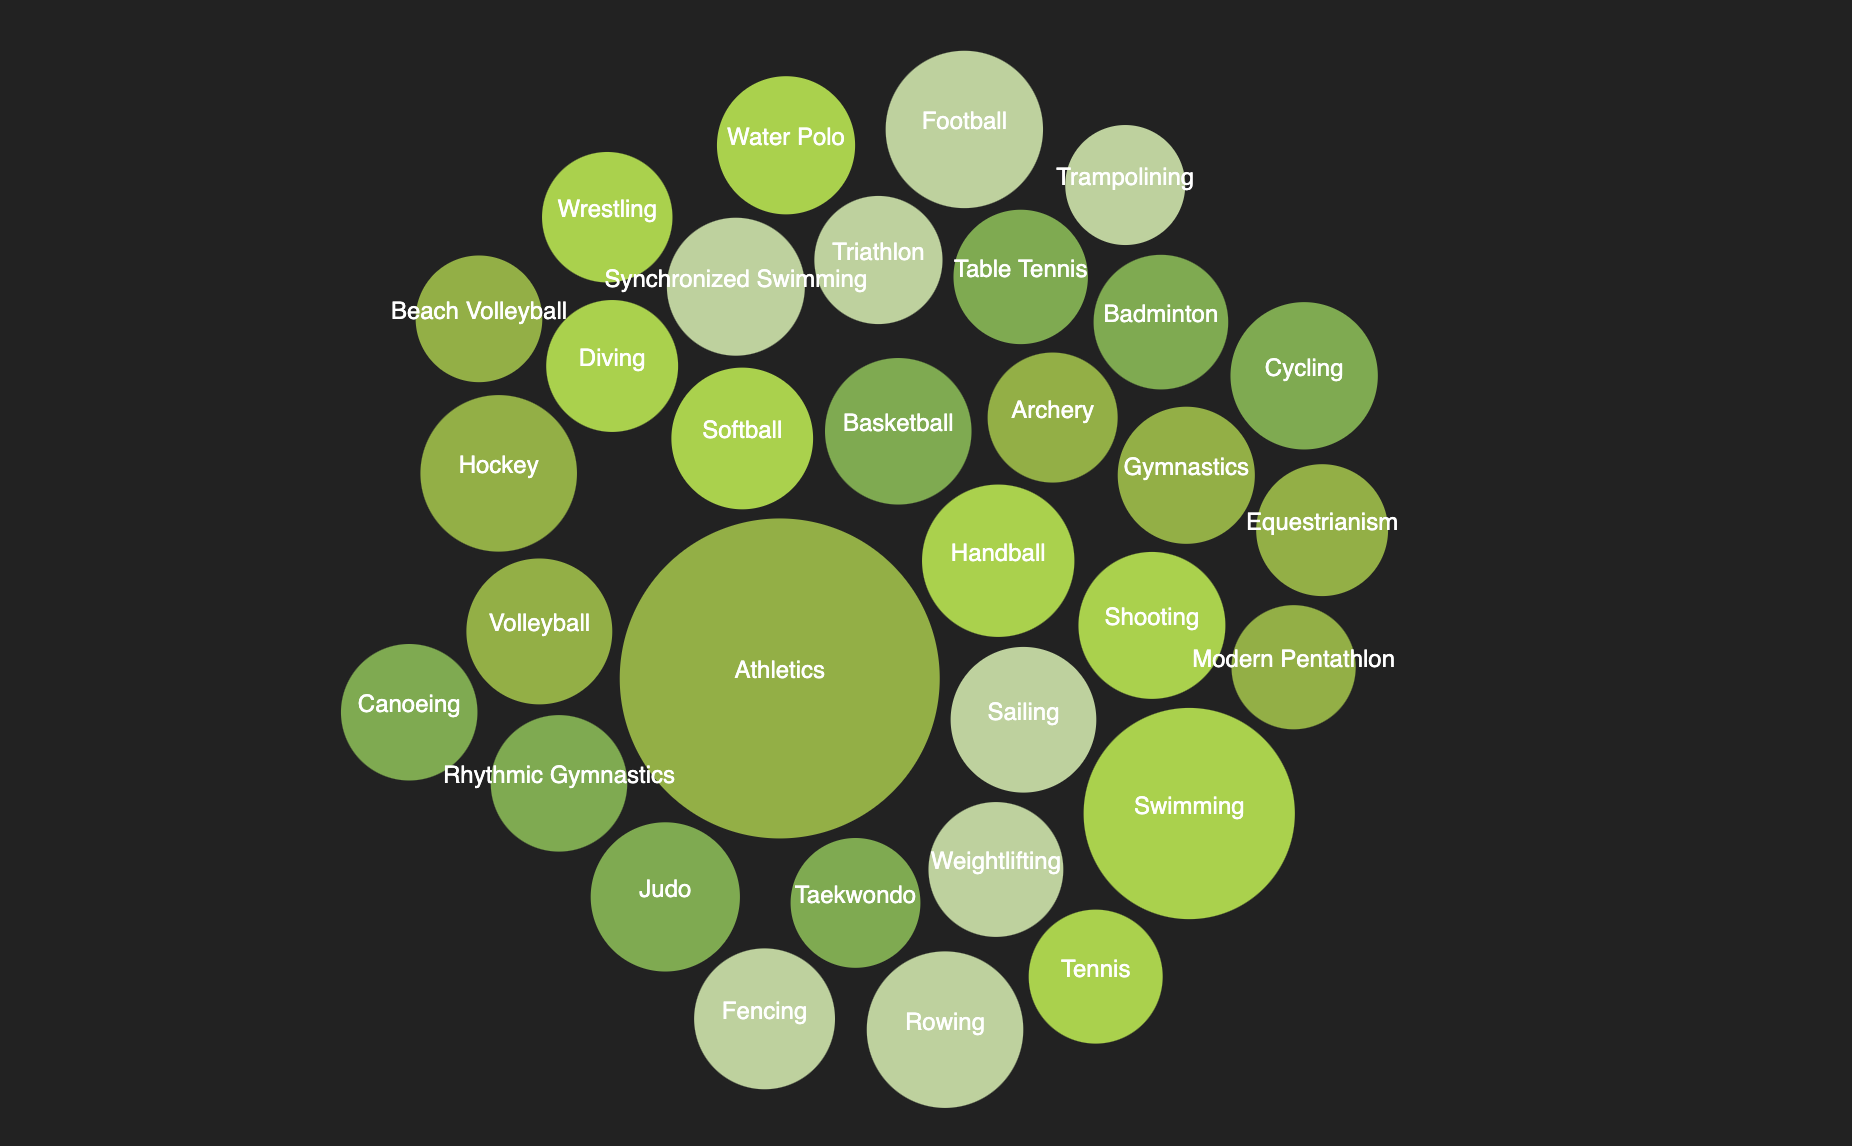 Football
Water Polo
Trampolining
Wrestling
Triathlon
Table Tennis
Synchronized Swimming
Beach Volleyball
Badminton
Diving
Cycling
Archery
Basketball
Softball
Hockey
Gymnastics
Equestrianism
Handball
Shooting
Volleyball
Modern Pentathlon
Athletics
Canoeing
Sailing
Rhythmic Gymnastics
Swimming
Weightlifting
Judo
Taekwondo
Tennis
Fencing
Rowing